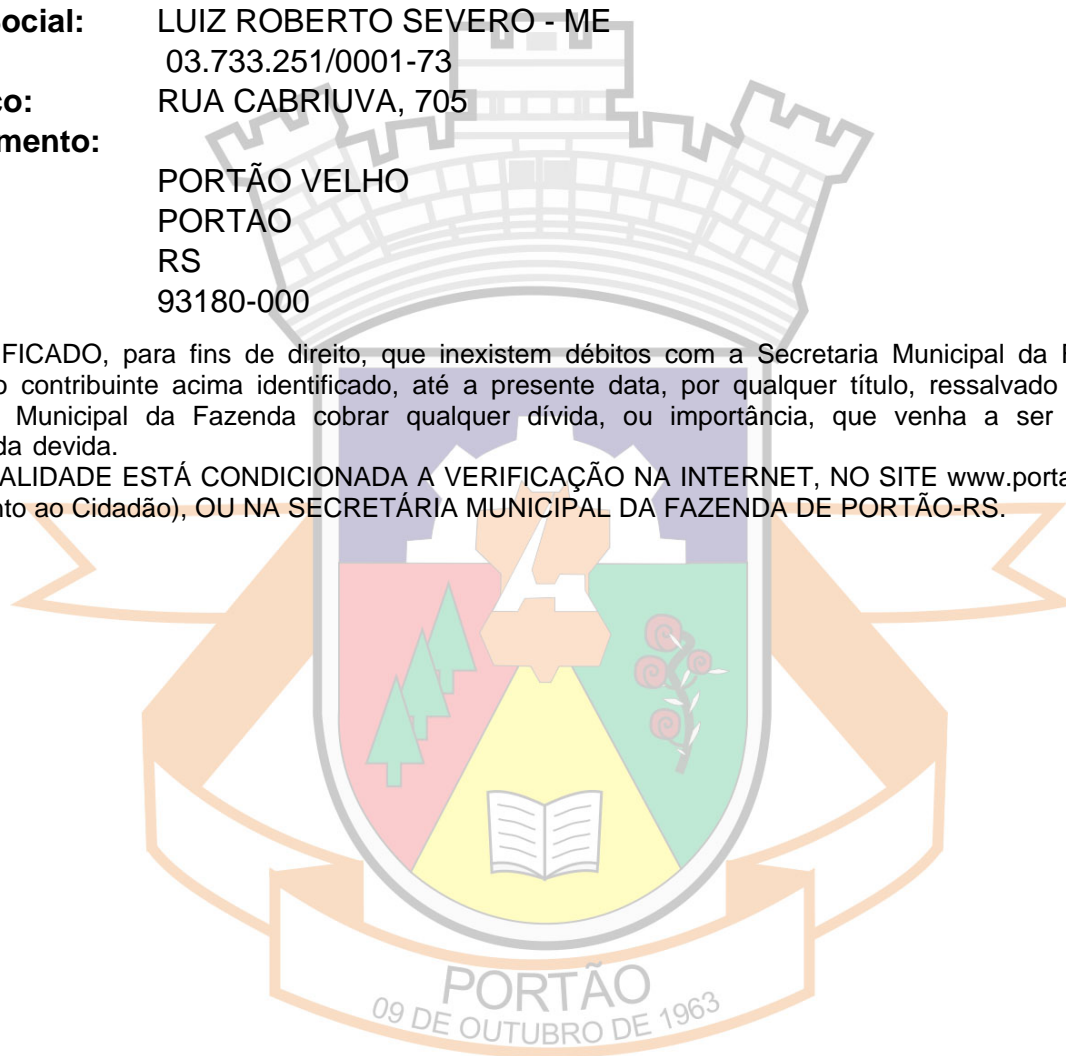 ocial: LUIZ ROBERTO SEVERO - ME
03.733.251/0001-73
ço: RUA CABRIUVA, 705
mento:
PORTÃO VELHO
PORTAO
RS
93180-000
FICADO, para fins de direito, que inexistem débitos com a Secretaria Municipal da
o contribuinte acima identificado, até a presente data, por qualquer título, ressalvado
Municipal da Fazenda cobrar qualquer dívida, ou importância, que venha a ser
da devida.
ALIDADE ESTÁ CONDICIONADA A VERIFICAÇÃO NA INTERNET, NO SITE www.porta
nto ao Cidadão), OU NA SECRETÁRIA MUNICIPAL DA FAZENDA DE PORTÃO-RS.
PORTÃO
09 DE OUTUBRO DE 1963